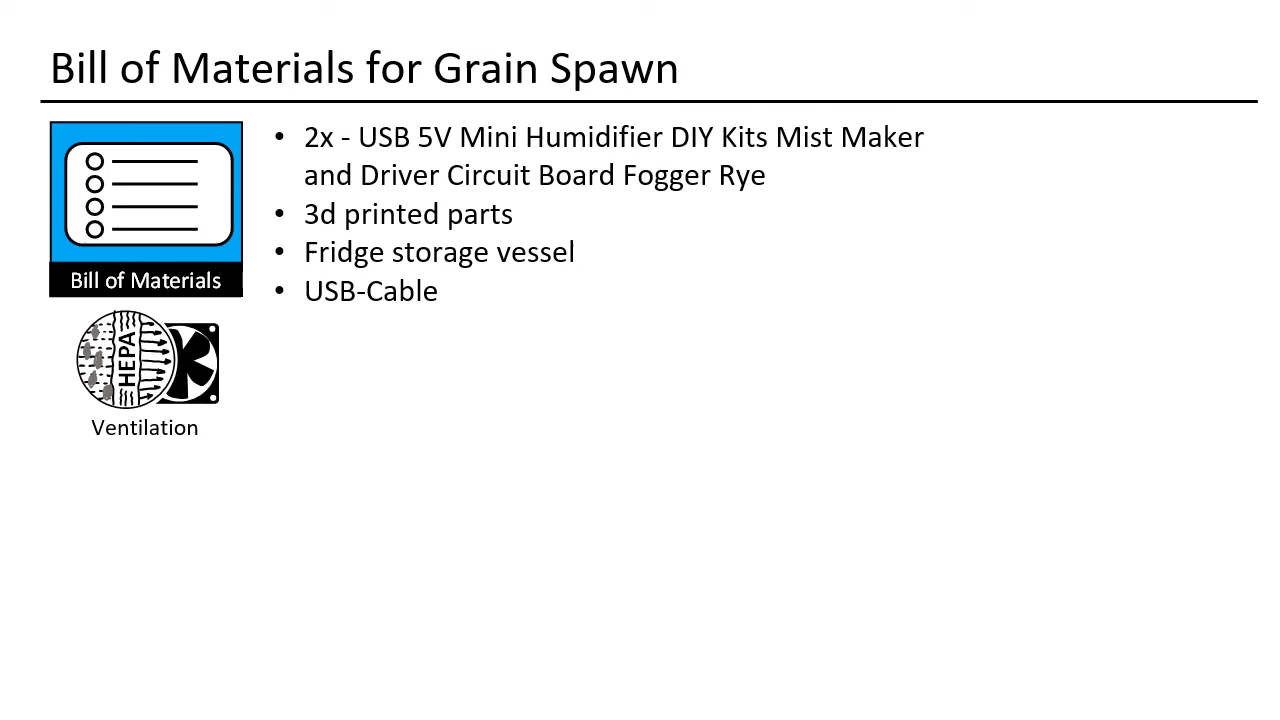 Bill of Materials for Grain Spawn
• 2x - USB 5V Mini Humidifier DIY Kits Mist Maker
and Driver Circuit Board Fogger Rye
• 3d printed parts
• Fridge storage vessel
• USB-Cable
Bill of Materials
HEPA
Ventilation